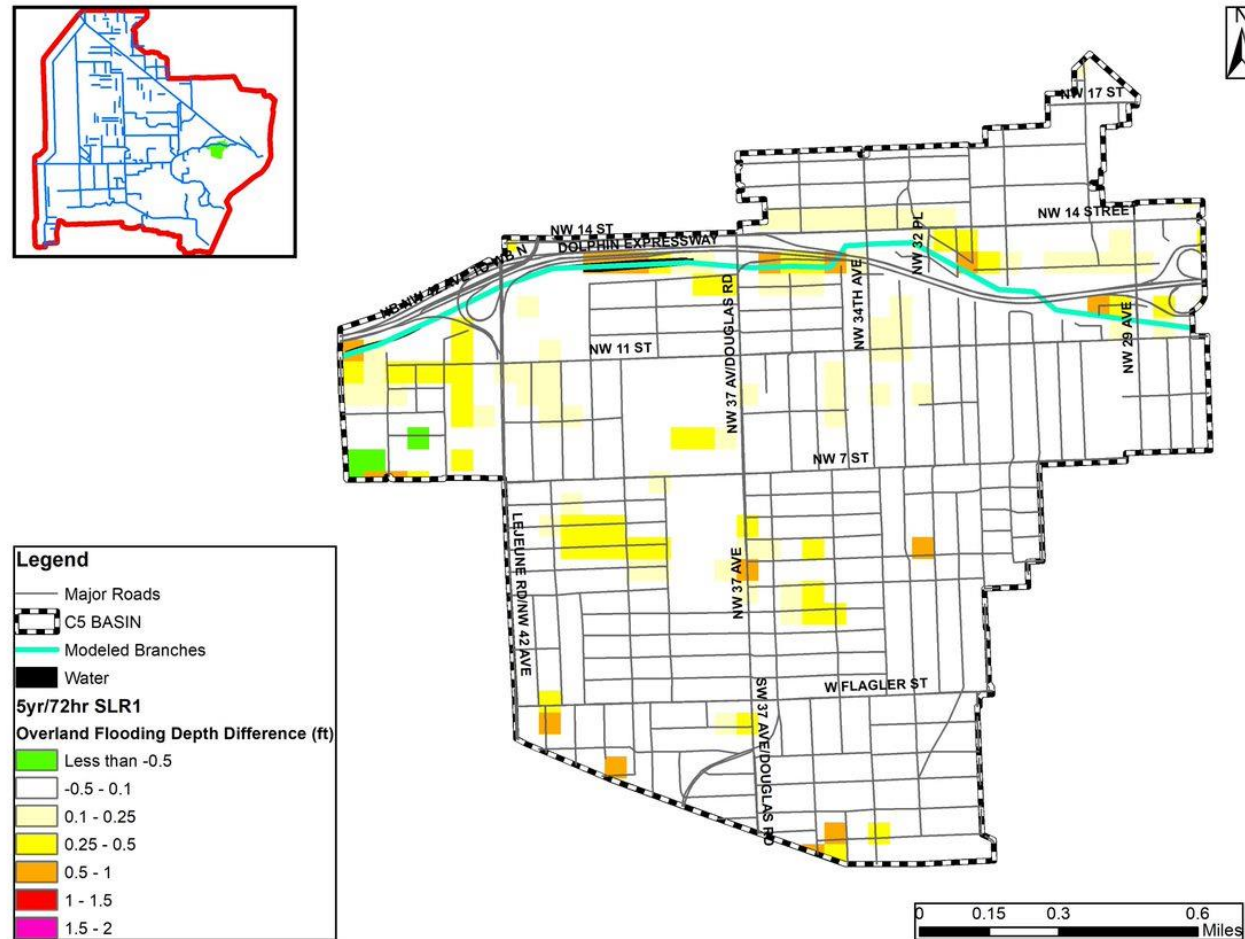 N
NW 17 ST
NW 14 STREET
NW 14 ST
DOLPHIN EXPRESSWAY
NW 32 PL
NW 37 AV/DOUGLAS RD
NW 34TH AVE
NW 29 AVE
NW 11 ST
NW 7 ST
LEJEUNE RD/NW 42 AVE
NW 37 AVE
W FLAGLER ST
SW 37 AVE/DOUGLAS RD
Legend
Major Roads
C5 BASIN
Modeled Branches
Water
5yr/72hr SLR1
Overland Flooding Depth Difference (ft)
Less than -0.5
-0.5 - 0.1
0.1 - 0.25
0.25 - 0.5
0.5 - 1
1 - 1.5
1.5 - 2
0 0.15 0.3 0.6
Miles